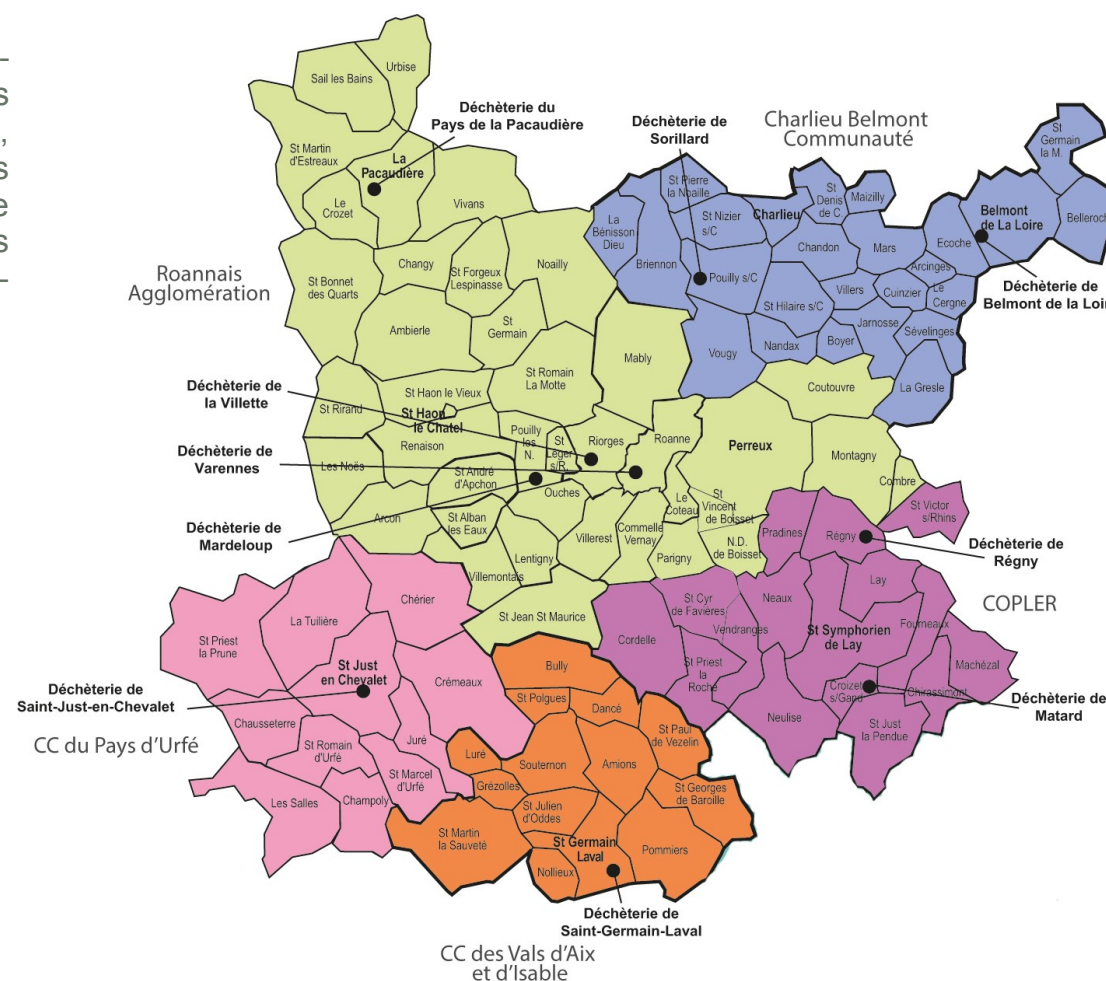 s
,
s
e
s
Urbise
Sail les Bains
Déchèterie du
Pays de la Pacaudière
St Martin
d'Estreaux
La
Pacaudière
Le
Crozet
Vivans
Changy
St Forgeux
Lespinasse
Noailly
St Bonnet
des Quarts
Roannais
Agglomération
Ambierle
St
Germain
Mably
St Romain
La Motte
Déchèterie de
la Villette
St Haon le Vieux
St Haon
le Chatel
St Rirand
Renaison
Pouilly
les
N.
St
Léger
s/R.
Riorges
Roanne
Déchèterie de
Varennes
Les Noës
St André
d'Apchon
Ouches
Arcon
St Alban
les Eaux
Déchèterie de
Mardeloup
Lentigny
Villerest
Commelle
Vernay
Le
Coteau
St
Vincent
de Boisset
Parigny
N.D.
de Boisset
Villemontais
St Jean St Maurice
Perreux
Coutouvre
Montagny
Combre
Charlieu Belmont
Communauté
Déchèterie de
Sorillard
St
Germain
la M.
St Pierre
la Noaille
St
Denis
de C.
Maizilly
La
Bénisson
Dieu
St Nizier
s/C
Charlieu
Belmont
de La Loire
Belleroch
Briennon
Chandon
Mars
Ecoche
Pouilly s/C
Arcinges
Villers
Cuinzier
Le
Cergne
Déchèterie de
Belmont de la Loir
St Hilaire s/C
Jarnosse
Sévelinges
Vougy
Nandax
Boyer
La Gresle
St Victor
s/Rhins
Pradines
Régny
Déchèterie de
Régny
Lay
COPLER
St Cyr
de Favières
Neaux
Vendranges
St Symphorien
de Lay
Fourneaux
Cordelle
St Priest
la
Roche
Machézal
Croizet
s/Gand
Chirassimont
Déchèterie de
Matard
Neulise
St Just
la Pendue
Chérier
La Tuilière
St Priest
la Prune
St Just
en Chevalet
Crémeaux
Déchèterie de
Saint-Just-en-Chevalet
Chausseterre
Juré
CC du Pays d'Urfé
St Romain
d'Urfé
St Marcel
d'Urfé
Les Salles
Champoly
Bully
St Polgues
Dancé
St Paul
de Vezelin
Luré
Souternon
Amions
Grézolles
St Georges
de Baroille
St Julien
d'Oddes
St Martin
la Sauveté
St Germain
Laval
Pommiers
Nollieux
Déchèterie de
Saint-Germain-Laval
CC des Vals d'Aix
et d'Isable